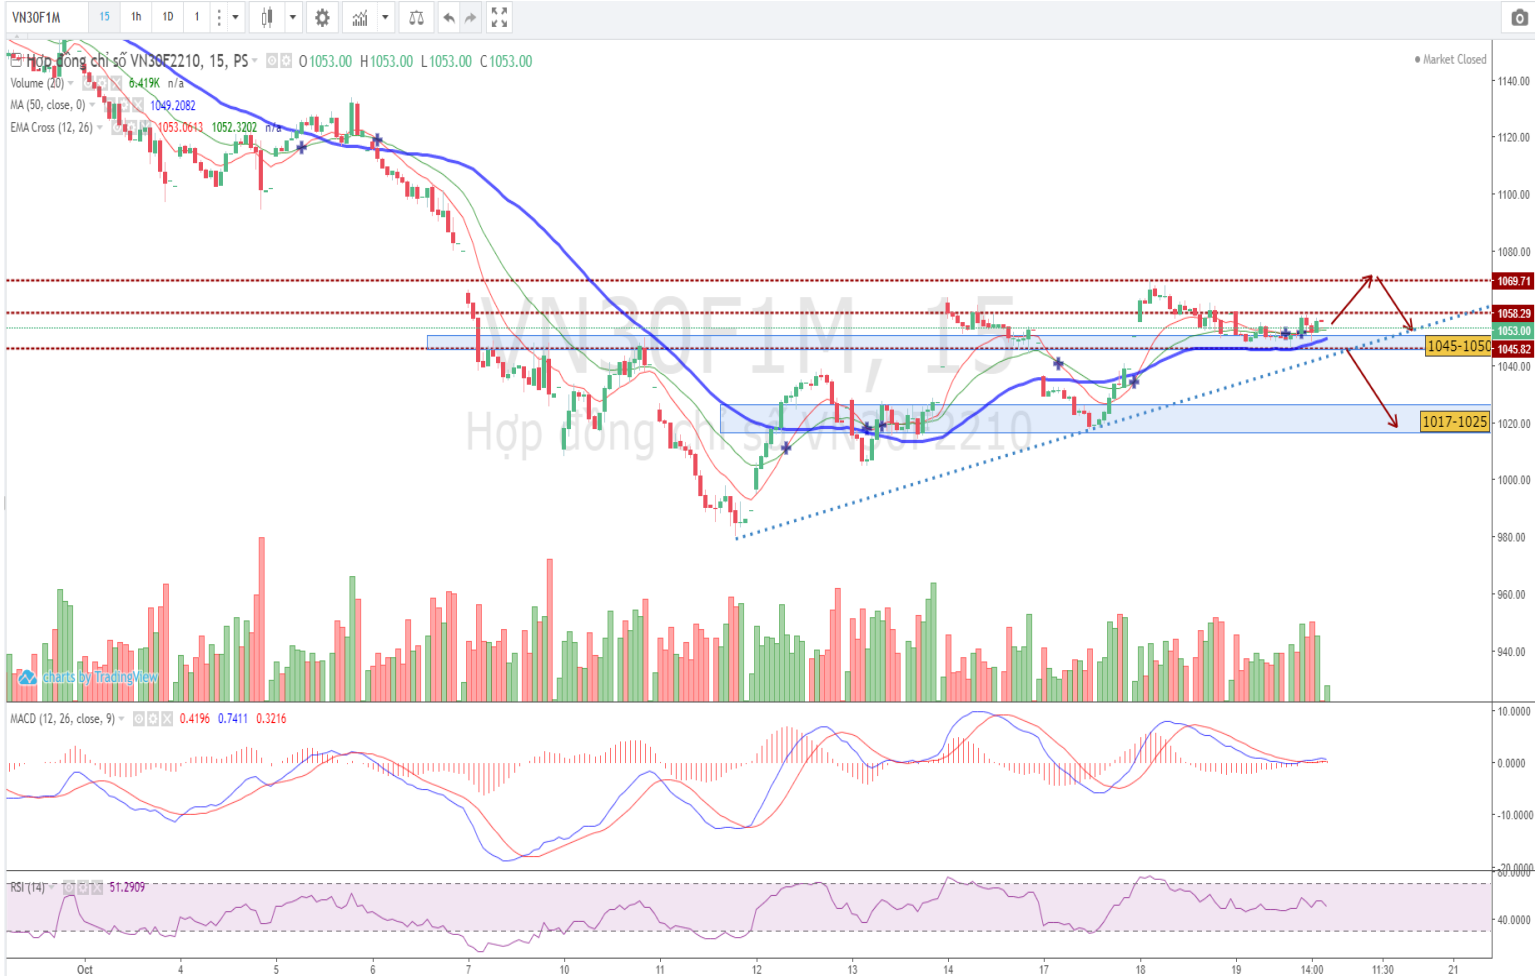 VN30F1M 15 1h 1D 1
Hợp đồng chỉ số VN30F2210, 15, PS O1053.00 H1053.00 L1053.00 C1053.00
Market Closed
Volume (20) 6.419K n/a
MA (50, close, 0) 1049.2082
EMA Cross (12, 26) 1053.0613 1052.3202 n/a
VN30F1M, 15
Hợp đồng chỉ số VN30F2210
1140.00
1120.00
1100.00
1080.00
1069.71
1058.29
1053.00
1045-1050
1045.82
1040.00
1017-1025
1020.00
1000.00
980.00
960.00
940.00
charts by TradingView
MACD (12, 26, close, 9) 0.4196 0.7411 0.3216
10.0000
0.0000
-10.0000
-20.0000
80.0000
RSI (14) 51.2909
40.0000
Oct 4 5 6 7 10 11 12 13 14 17 18 19 14:00 11:30 21